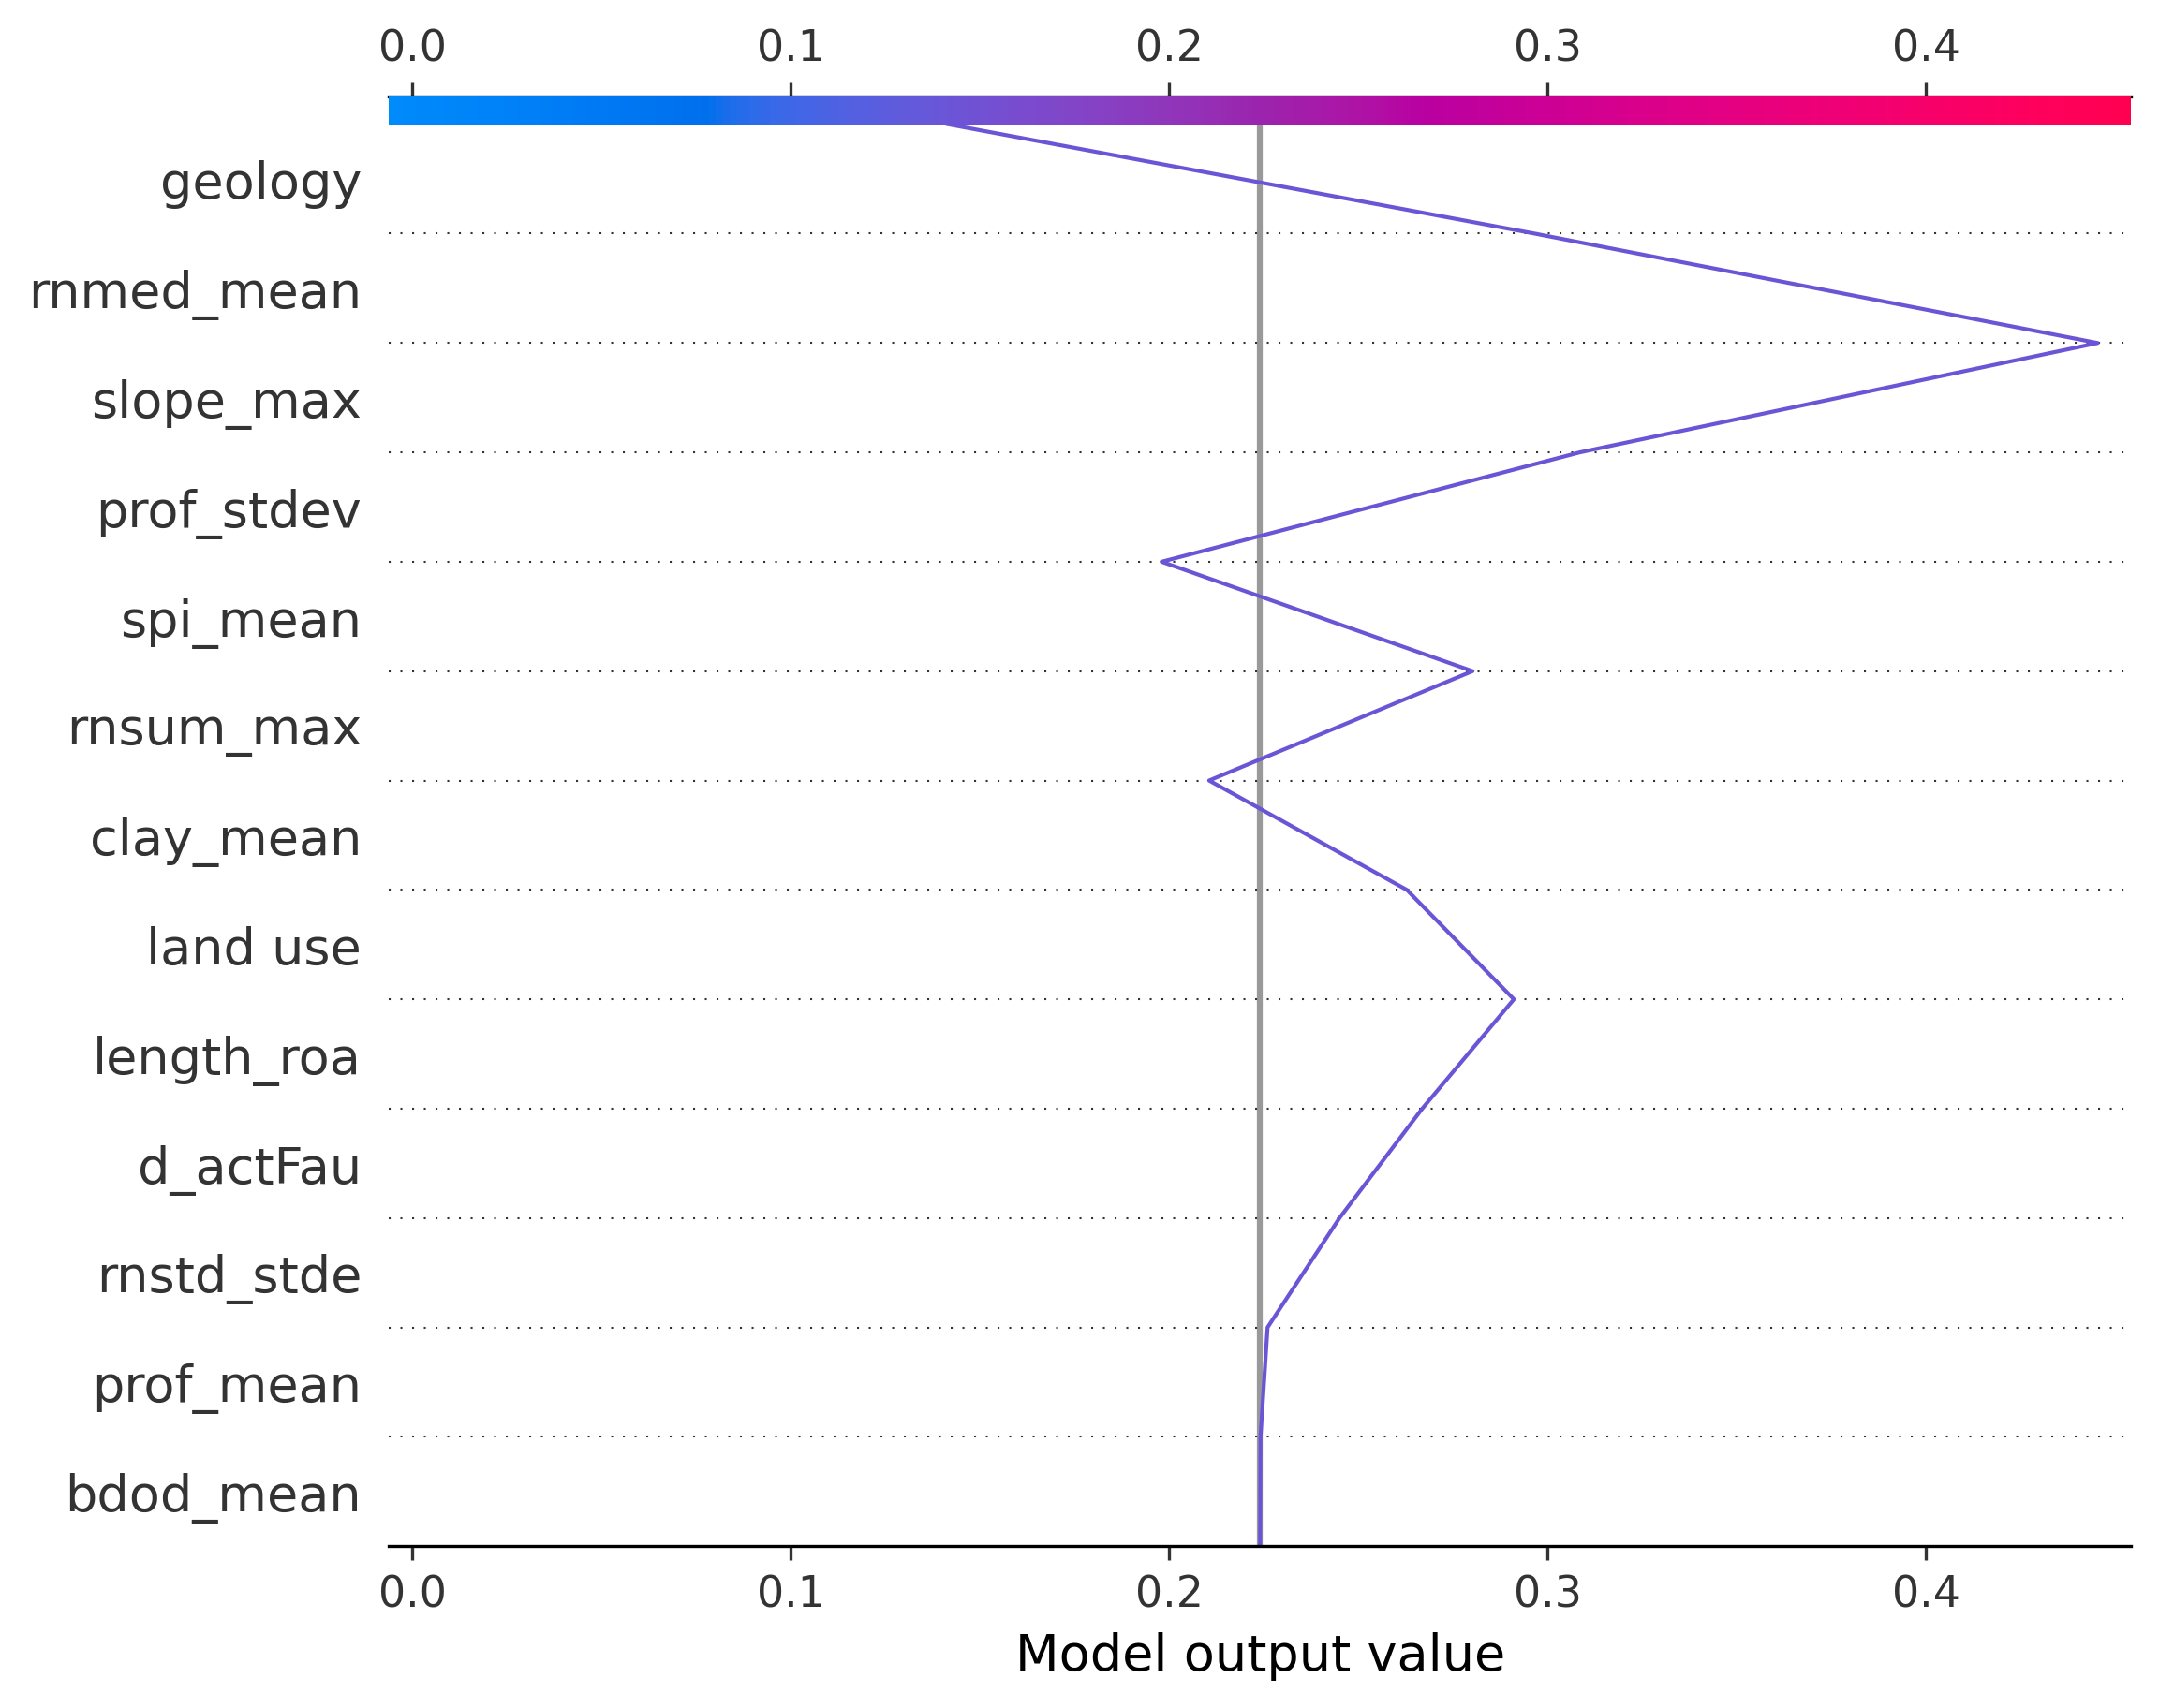 0.0 0.1 0.2 0.3 0.4
geology
rnmed_mean
slope_max
prof_stdev
spi_mean
rnsum_max
clay_mean
land use
length_roa
d_actFau
rnstd_stde
prof_mean
bdod_mean
0.0 0.1 0.2 0.3 0.4
Model output value